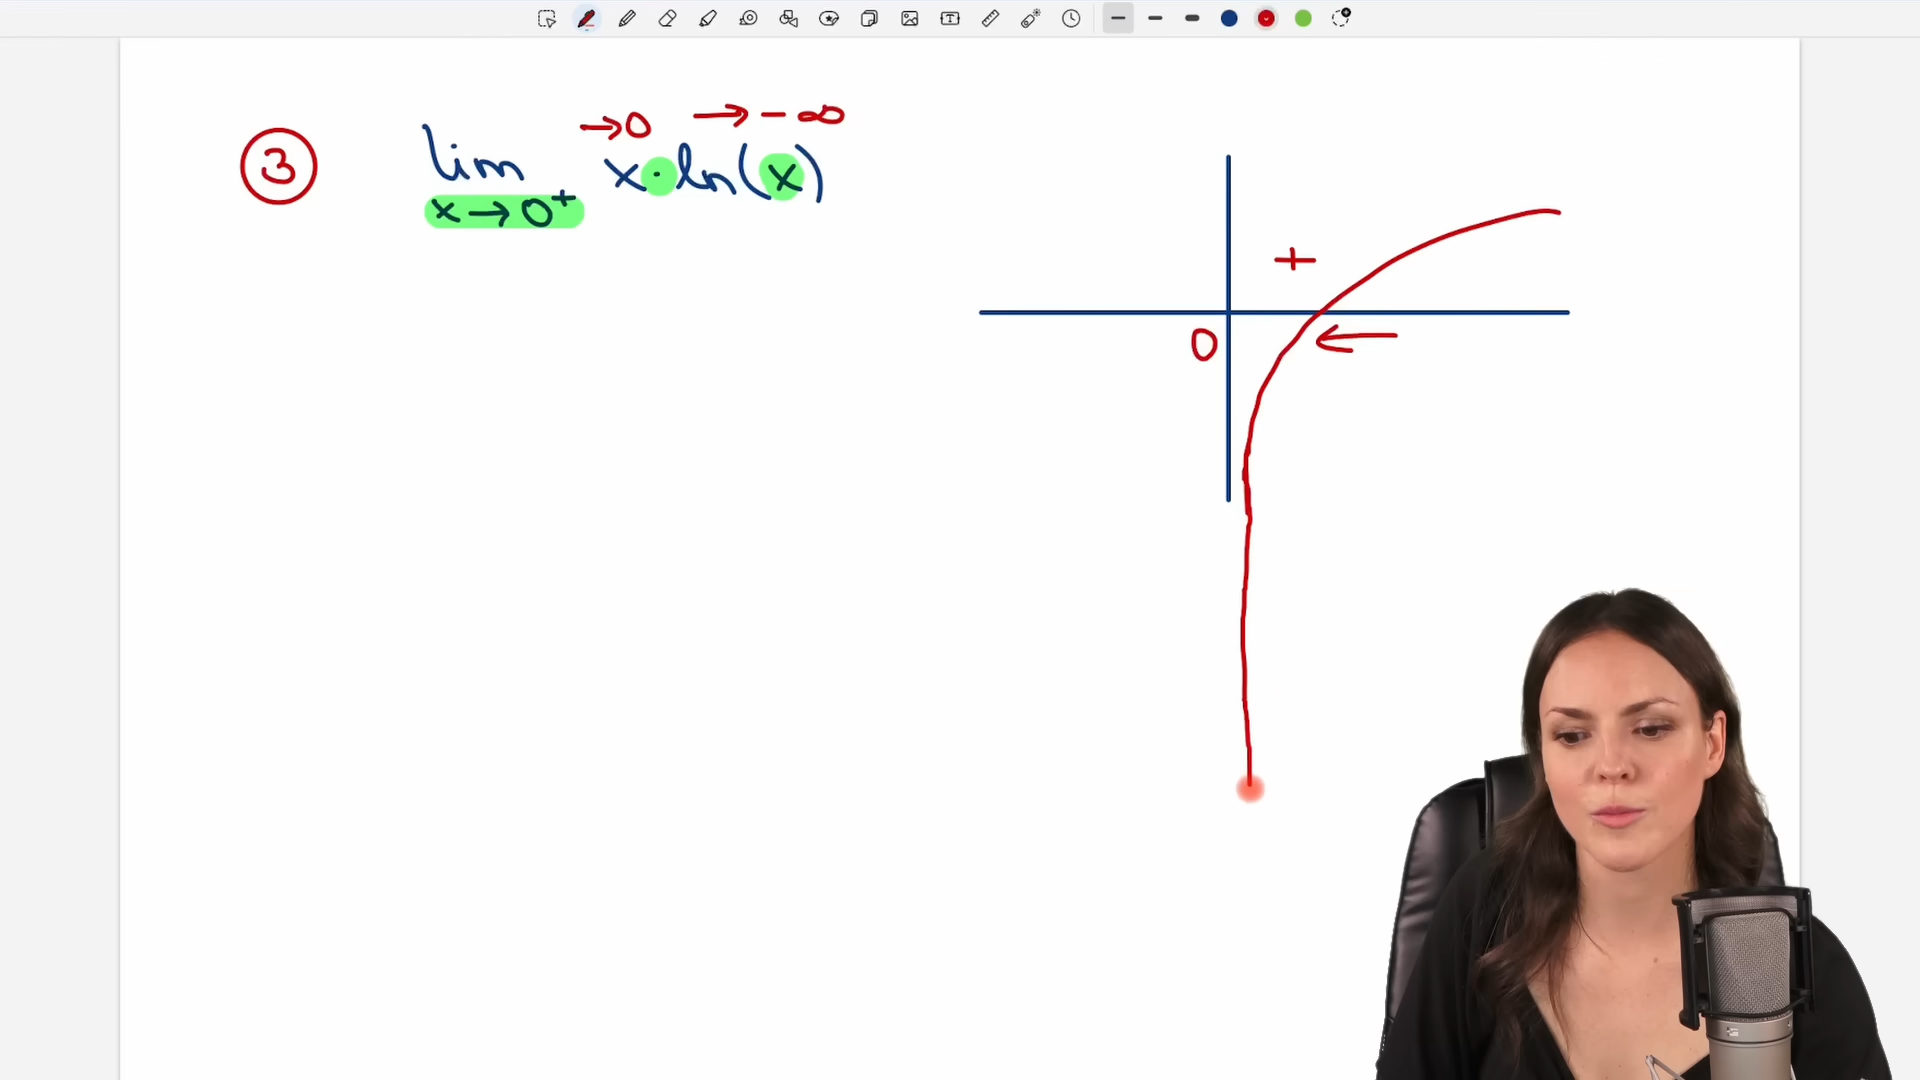 ③ lim x · ln(x)
→0 → -∞
x → 0⁺
+
0